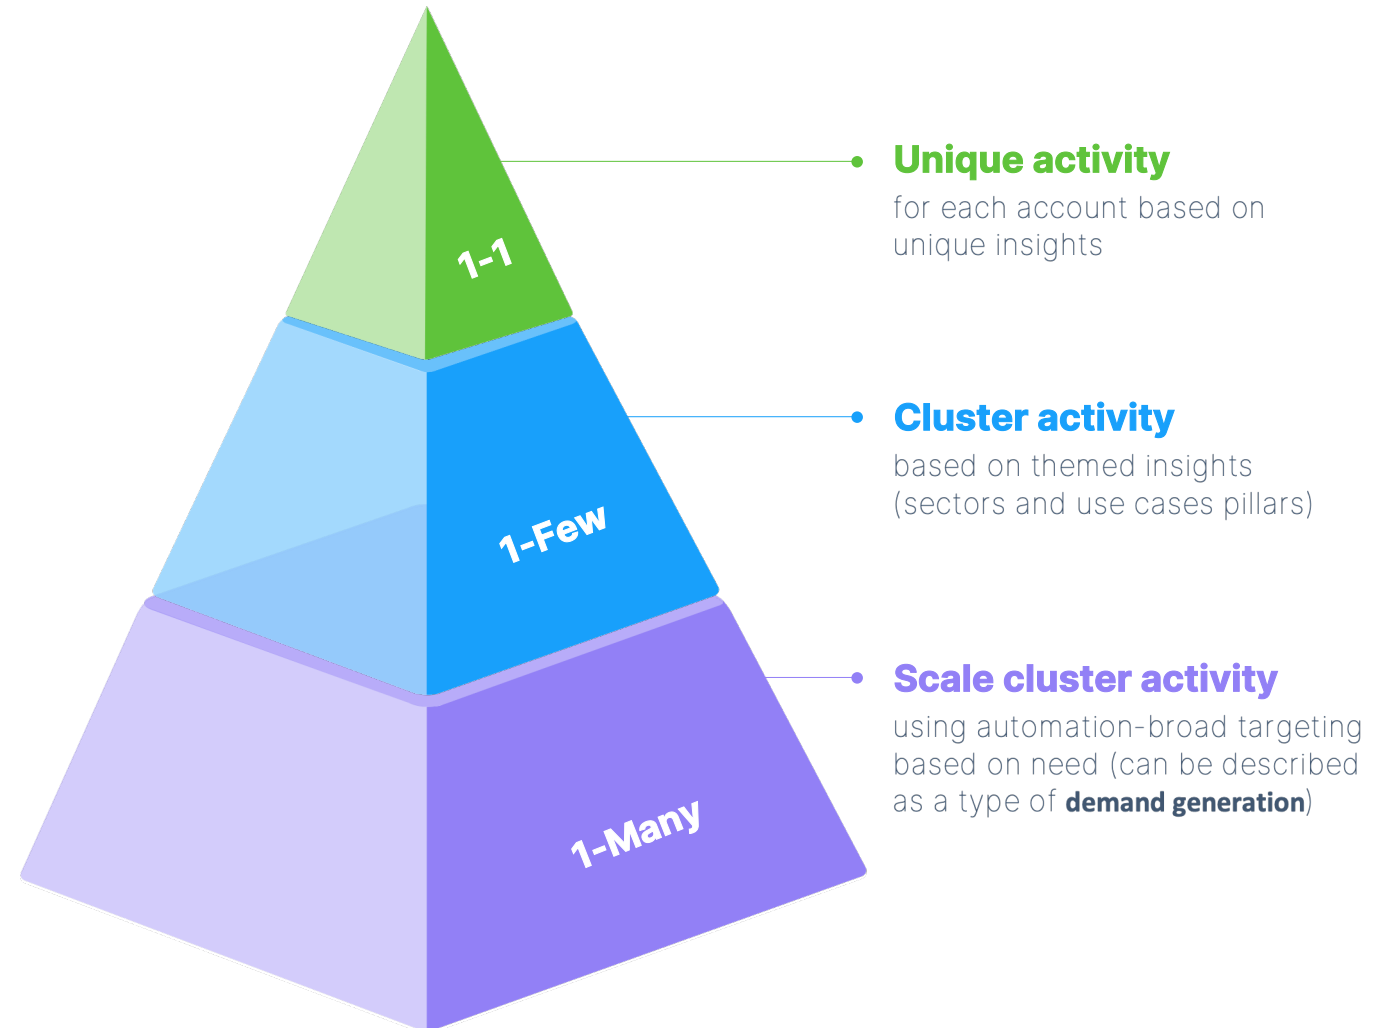 1-1
Unique activity
for each account based on
unique insights
1-Few
Cluster activity
based on themed insights
(sectors and use cases pillars)
1-Many
Scale cluster activity
using automation-broad targeting
based on need (can be described
as a type of demand generation)